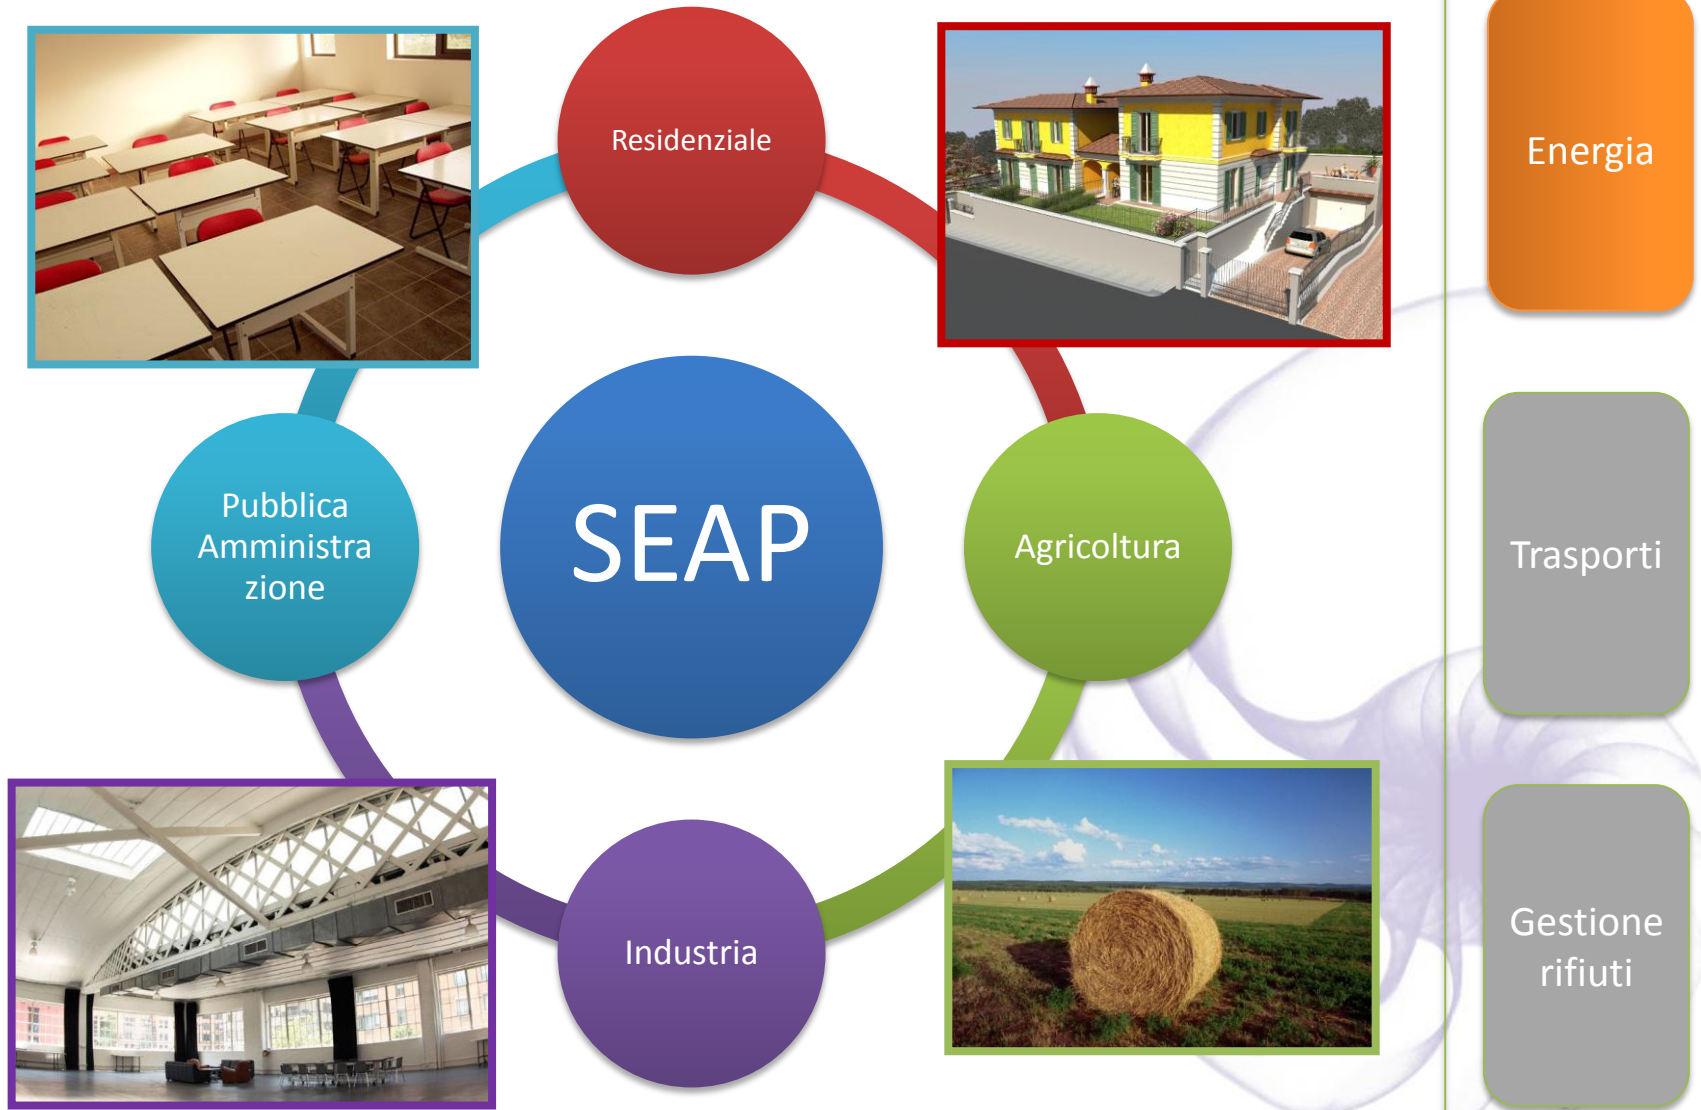 Residenziale
Pubblica
Amministra
zione
SEAP
Agricoltura
Industria
Energia
Trasporti
Gestione
rifiuti